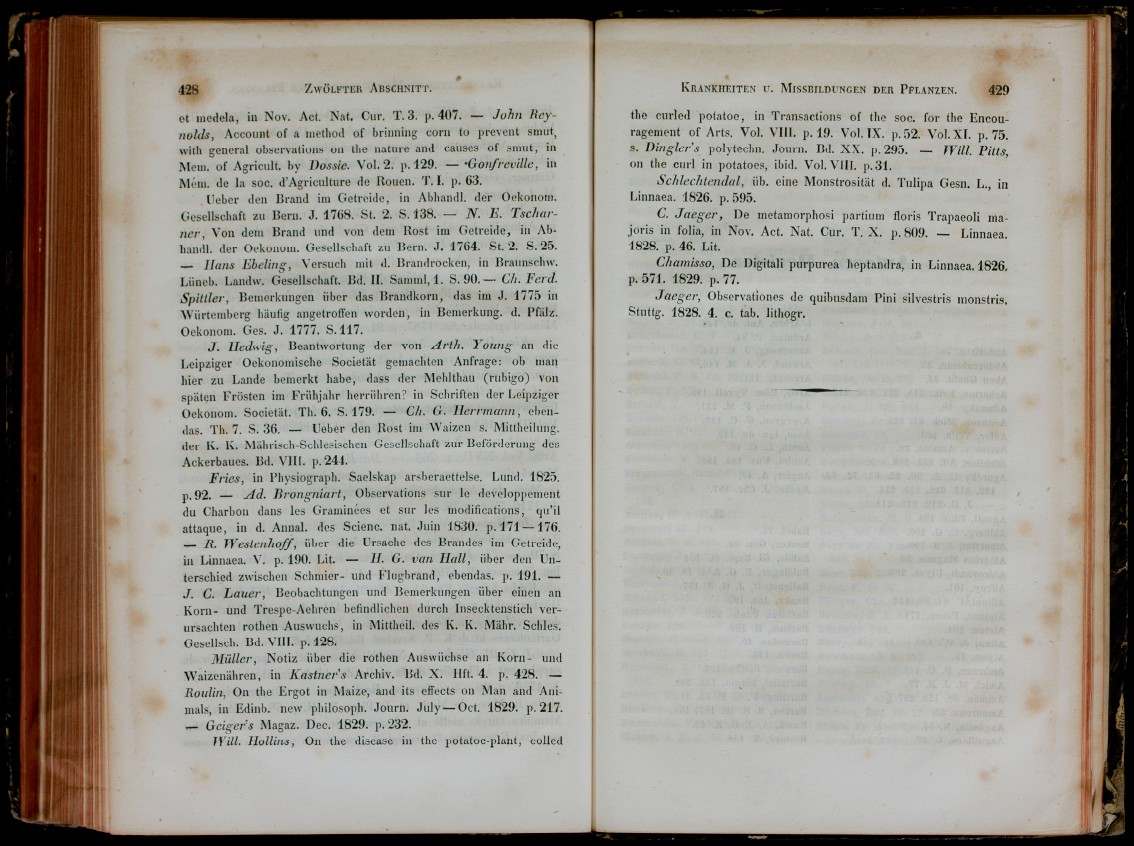 428
Zwölfter Abschnitt.
et medela, in Nov. Act. Nat. Cur. T. 3. p. 407. — John Rey-
nolds, Account of a method of brinning corn to prevent smut,
with general observations on the nature and causes of smut, in
Mem. of Agricult. by Dossie. Vol. 2. p. 129. — Gonfreville, in
Mém. de la soc. d'Agriculture de Rouen. T. I. p. 63.
Ueber den Brand im Getreide, in Abhandl. der Oekonom.
Gesellschaft zu Bern. J. 1768. St. 2. S. 138. — N. E. Tschar-
ner, Von dem Brand und von dem Rost im Getreide, in Ab-
handl. der Oekonom. Gesellschaft zu Bern. J. 1764. St. 2. S. 25.
— Hans Ebeling, Versuch mit d. Brandrocken, in Braunschw.
Lüneb. Landw. Gesellschaft. Bd. II. Samml, 1. S. 90. — Ch. Ferd.
Spittler, Bemerkungen über das Brandkorn, das im J. 1775 in
Würtemberg häufig angetroffen worden, in Bemerkung. d. Pfälz.
Oekonom. Ges. J. 1777. S. 117.
J. Hedwig, Beantwortung der von Arth. Young an die
Leipziger Oekonomische Societät gemachten Anfrage: ob man
hier zu Lande bemerkt habe, dass der Mehlthau (rubigo) von
späten Frösten im Frühjahr herrühren? in Schriften der Leipziger
Oekonom. Societät. Th. 6. S. 179. — Ch. G. Herrmann, eben-
das. Th. 7. S. 36. — Ueber den Rost im Waizen s. Mittheilung.
der K. K. Mährisch-Schlesischen Gesellschaft zur Beförderung des
Ackerbaues. Bd. VIII. p. 244.
Fries, in Physiograph. Saelskap arsberaettelse. Lund. 1825.
p. 92. — Ad. Brongniart, Observations sur le developpement
du Charbon dans les Graminées et sur les modifications, qu'il
attaque, in d. Annal. des Scienc. nat. Juin 1830. p. 171 — 176.
— R. Westenhoff, über die Ursache des Brandes im Getreide,
in Linnaea. V. p. 190. Lit. — H. G. van Hall, über den Un-
terschied zwischen Schmier- und Flugbrand, ebendas. p. 191. —
J. C. Lauer, Beobachtungen und Bemerkungen über einen an
Korn- und Trespe-Aehren befindlichen durch Insecktenstich ver-
ursachten rothen Auswuchs, in Mittheil. des K. K. Mähr. Schles.
Gesellsch. Bd. VIII. p. 128.
Müller, Notiz über die rothen Auswüchse an Korn- und
Waizenähren, in Kastner's Archiv. Bd. X. Hft. 4. p. 428. —
Roulin, On the Ergot in Maize, and its effects on Man and Ani-
mals, in Edinb. new philosoph. Journ. July — Oct. 1829. p. 217.
— Geiger's Magaz. Dec. 1829. p. 232.
Will. Hollins, On the disease in the potatoe-plant, colled
Krankheiten u. Missbildungen der Pflanzen.
429
the curled potatoe, in Transactions of the soc. for the Encou-
ragement of Arts. Vol. VIII. p. 19. Vol. IX. p. 52. Vol. XI. p. 75.
s. Dingler's polytechn. Journ. Bd. XX. p. 295. — Will. Pitts,
on the curl in potatoes, ibid. Vol. VIII. p. 31.
Schlechtendal, üb. eine Monstrosität d. Tulipa Gesn. L., in
Linnaea. 1826. p. 595.
C. Jaeger, De metamorphosi partium floris Trapaeoli ma-
joris in folia, in Nov. Act. Nat. Cur. T. X. p. 809. — Linnaea.
1828. p. 46. Lit.
Chamisso, De Digitali purpurea heptandra, in Linnaea. 1826.
p. 571. 1829. p. 77.
Jaeger, Observationes de quibusdam Pini silvestris monstris,
Stuttg. 1828. 4. c. tab. lithogr.